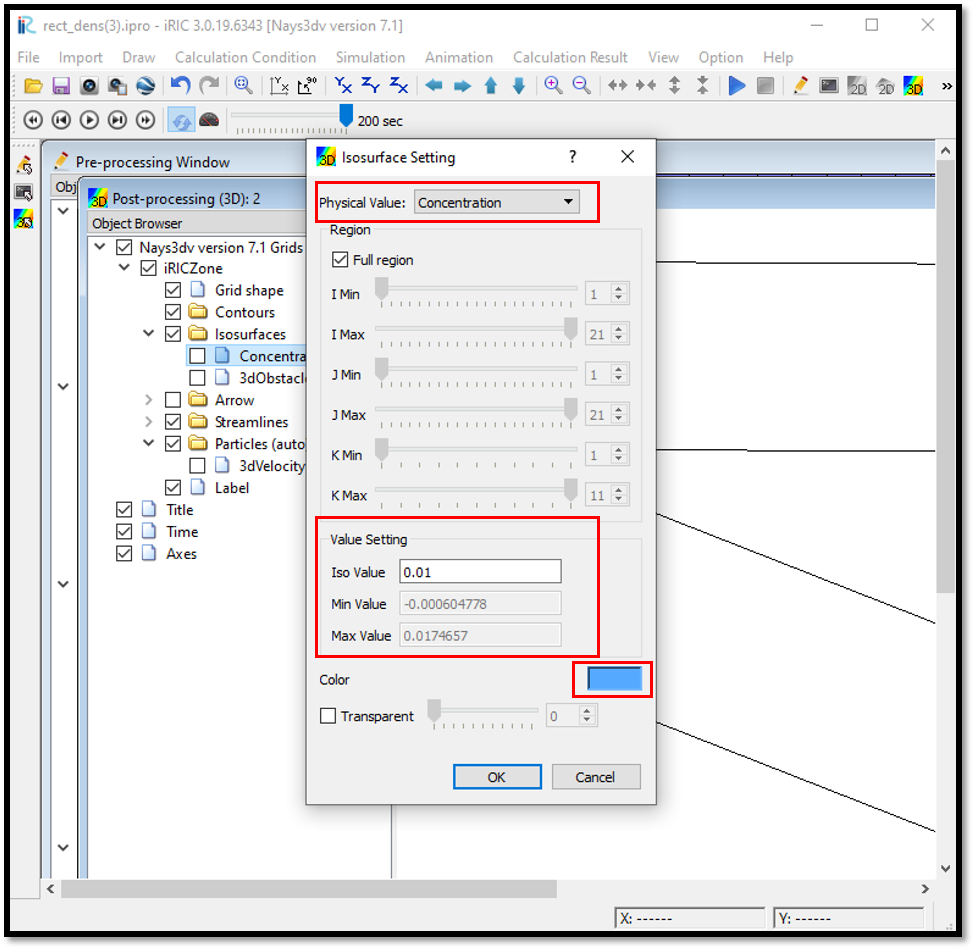 rect_dens(3).ipro - iRIC 3.0.19.6343 [Nays3dv version 7.1]
File Import Draw Calculation Condition Simulation Animation Calculation Result View Option Help
200 sec
Pre-processing Window
Obj
Post-processing (3D): 2
Object Browser
Nays3dv version 7.1 Grids
iRICZone
Grid shape
Contours
Isosurfaces
Concentra
3dObstacl
Arrow
Streamlines
Particles (auto
3dVelocity
Label
Title
Time
Axes
3D Isosurface Setting ?
Physical Value: Concentration
Region
Full region
I Min 1
I Max 21
J Min 1
J Max 21
K Min 1
K Max 11
Value Setting
Iso Value 0.01
Min Value -0.000604778
Max Value 0.0174657
Color
Transparent 0
OK Cancel
X: ------ Y: ------